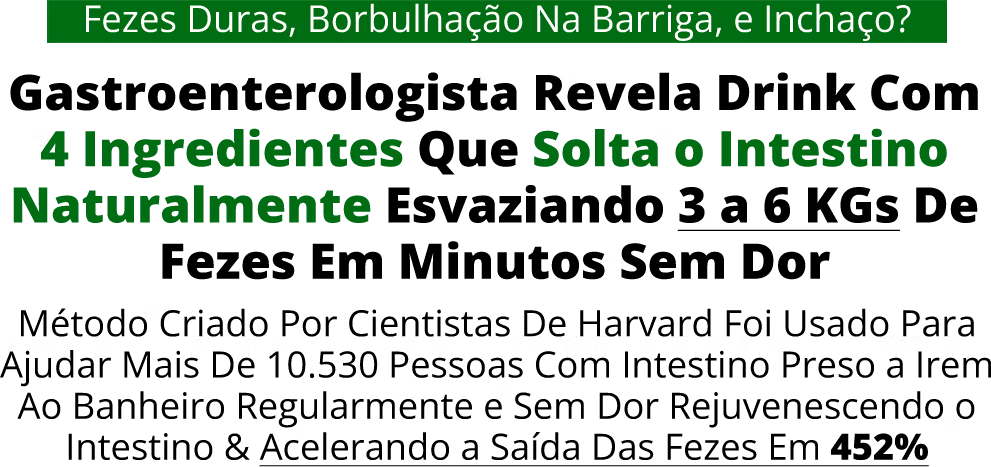 Fezes Duras, Borbulhação Na Barriga, e Inchaço?
Gastroenterologista Revela Drink Com
4 Ingredientes Que Solta o Intestino
Naturalmente Esvaziando 3 a 6 KGs De
Fezes Em Minutos Sem Dor
Método Criado Por Cientistas De Harvard Foi Usado Para
Ajudar Mais De 10.530 Pessoas Com Intestino Preso a Irem
Ao Banheiro Regularmente e Sem Dor Rejuvenescendo o
Intestino & Acelerando a Saída Das Fezes Em 452%